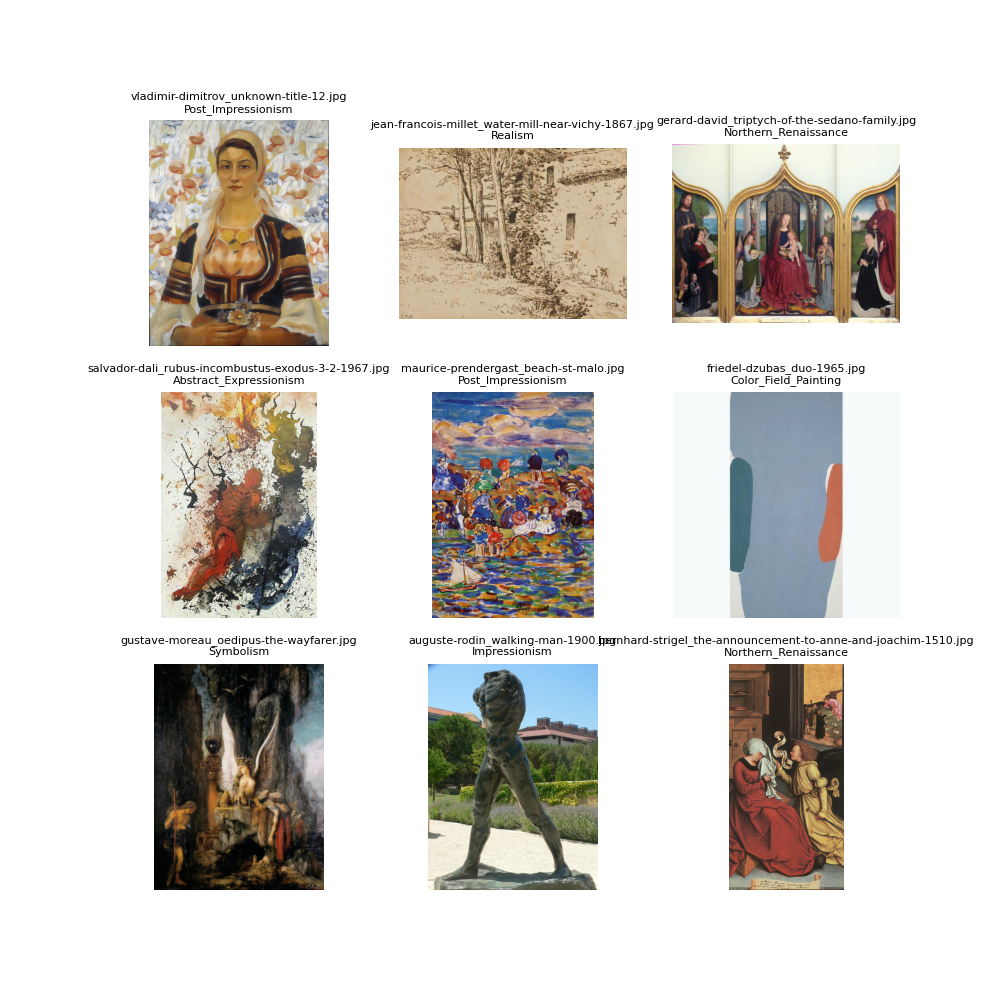 vladimir-dimitrov_unknown-title-12.jpg
Post_Impressionism
jean-francois-millet_water-mill-near-vichy-1867.jpg
Realism
gerard-david_triptych-of-the-sedano-family.jpg
Northern_Renaissance
salvador-dali_rubus-incombustus-exodus-3-2-1967.jpg
Abstract_Expressionism
maurice-prendergast_beach-st-malo.jpg
Post_Impressionism
friedel-dzubas_duo-1965.jpg
Color_Field_Painting
gustave-moreau_oedipus-the-wayfarer.jpg
Symbolism
auguste-rodin_walking-man-1900.jpg
Impressionism
bernhard-strigel_the-announcement-to-anne-and-joachim-1510.jpg
Northern_Renaissance